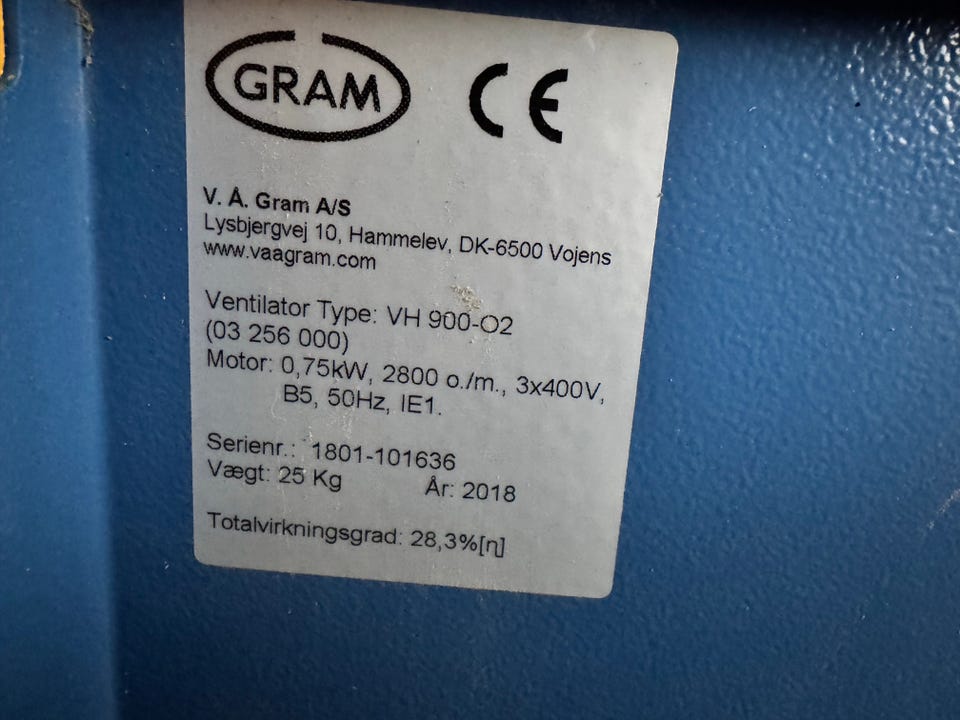 GRAM CE
V. Å. Gram A/S
Lysbjergvej 10, Hammelev, DK-6500 Vojens
www.vaagram.com
Ventilator Type: VH 900-O2
(03 256 000)
Motor: 0,75kW, 2800 o./m., 3x400V,
B5, 50Hz, IE1.
Serienr.: 1801-101636
Vægt: 25 Kg År: 2018
Totalvirkningsgrad: 28,3%[η]